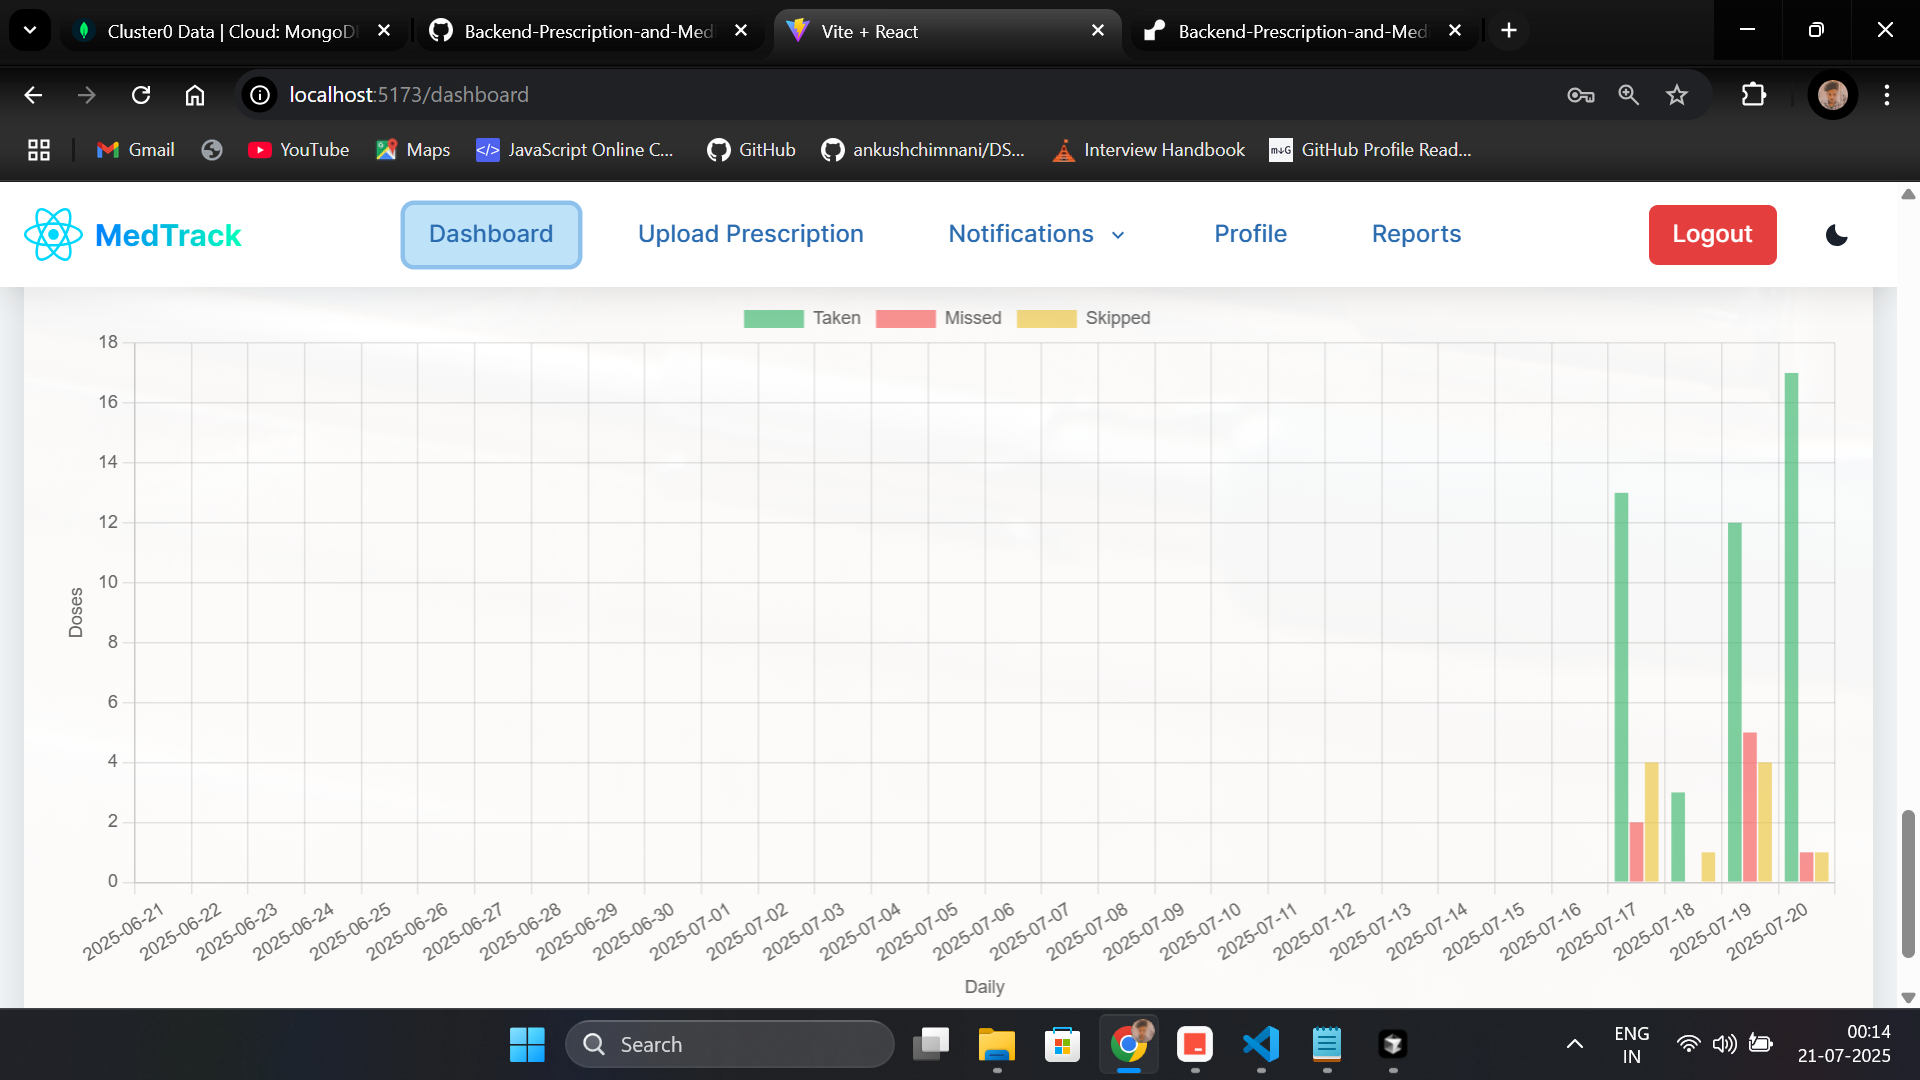 Cluster0 Data | Cloud: MongoD
Backend-Prescription-and-Med
Vite + React
Backend-Prescription-and-Med
localhost:5173/dashboard
Gmail
YouTube
Maps
JavaScript Online C...
GitHub
ankushchimnani/DS...
Interview Handbook
GitHub Profile Read...
MedTrack
Dashboard
Upload Prescription
Notifications
Profile
Reports
Logout
Taken
Missed
Skipped
18
16
14
12
10
8
6
4
2
0
Doses
2025-06-21
2025-06-22
2025-06-23
2025-06-24
2025-06-25
2025-06-26
2025-06-27
2025-06-28
2025-06-29
2025-06-30
2025-07-01
2025-07-02
2025-07-03
2025-07-04
2025-07-05
2025-07-06
2025-07-07
2025-07-08
2025-07-09
2025-07-10
2025-07-11
2025-07-12
2025-07-13
2025-07-14
2025-07-15
2025-07-16
2025-07-17
2025-07-18
2025-07-19
2025-07-20
Daily
Search
ENG
IN
00:14
21-07-2025